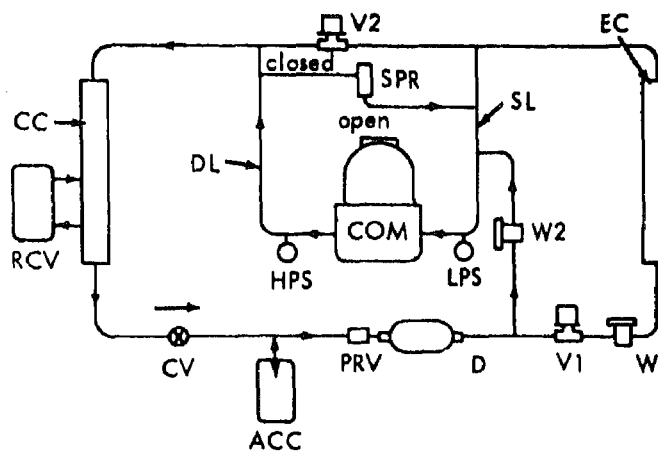 V2
EC
closed
SPR
SL
CC
open
DL
COM
W2
RCV
HPS
LPS
CV
PRV
D
V1
W
ACC